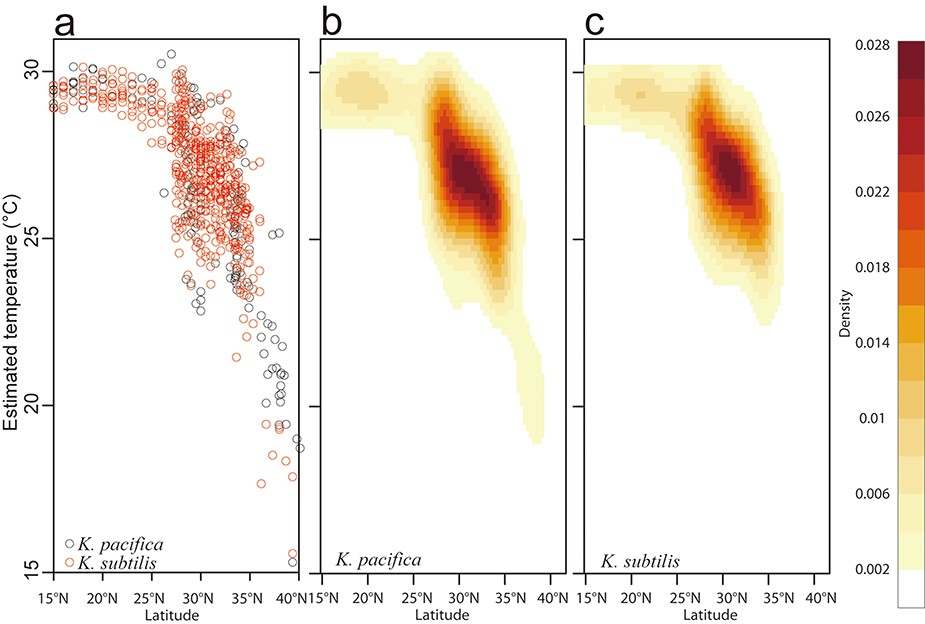 a
b
c
Estimated temperature (°C)
30
25
20
15
K. pacifica
K. subtilis
15°N 20°N 25°N 30°N 35°N 40°N
Latitude
K. pacifica
15°N 20°N 25°N 30°N 35°N 40°N
Latitude
K. subtilis
15°N 20°N 25°N 30°N 35°N 40°N
Latitude
Density
0.028
0.026
0.022
0.018
0.014
0.01
0.006
0.002